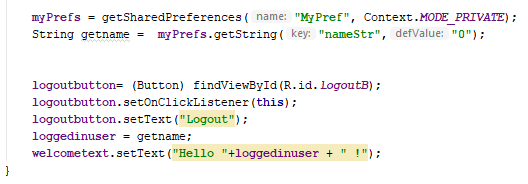 myPrefs = getSharedPreferences( name: "MyPref", Context.MODE_PRIVATE);
String getname =  myPrefs.getString( key: "nameStr", defValue: "0");
logoutbutton= (Button) findViewById(R.id.logoutB);
logoutbutton.setOnClickListener(this);
logoutbutton.setText("Logout");
loggedinuser = getname;
welcometext.setText("Hello "+loggedinuser + " !");
}